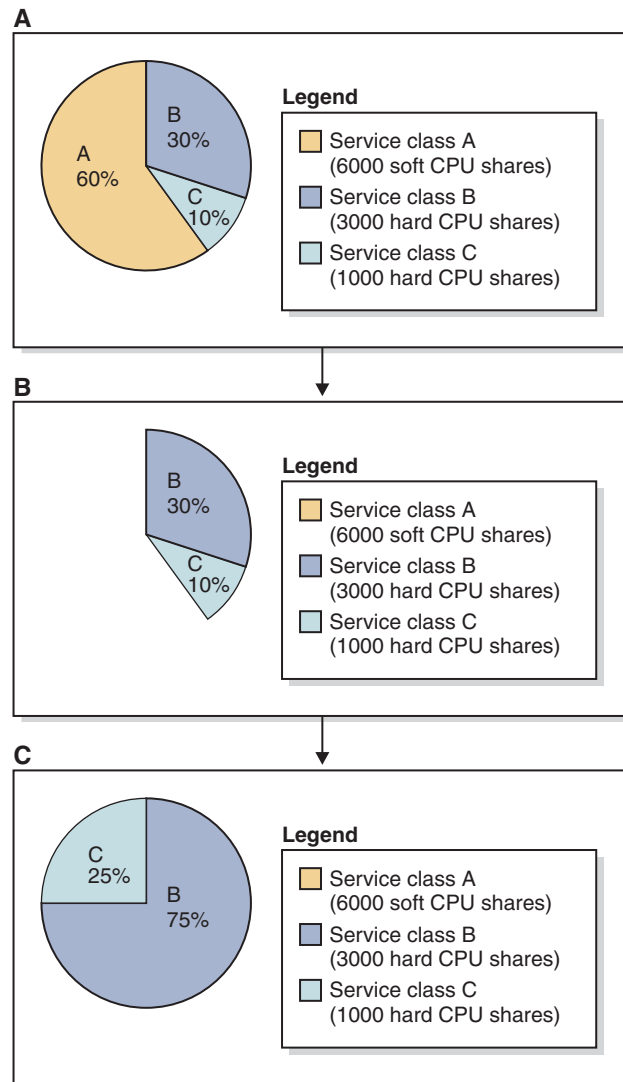 A
A
60%
B
30%
C
10%
Legend
Service class A
(6000 soft CPU shares)
Service class B
(3000 hard CPU shares)
Service class C
(1000 hard CPU shares)
B
B
30%
C
10%
Legend
Service class A
(6000 soft CPU shares)
Service class B
(3000 hard CPU shares)
Service class C
(1000 hard CPU shares)
C
C
25%
B
75%
Legend
Service class A
(6000 soft CPU shares)
Service class B
(3000 hard CPU shares)
Service class C
(1000 hard CPU shares)